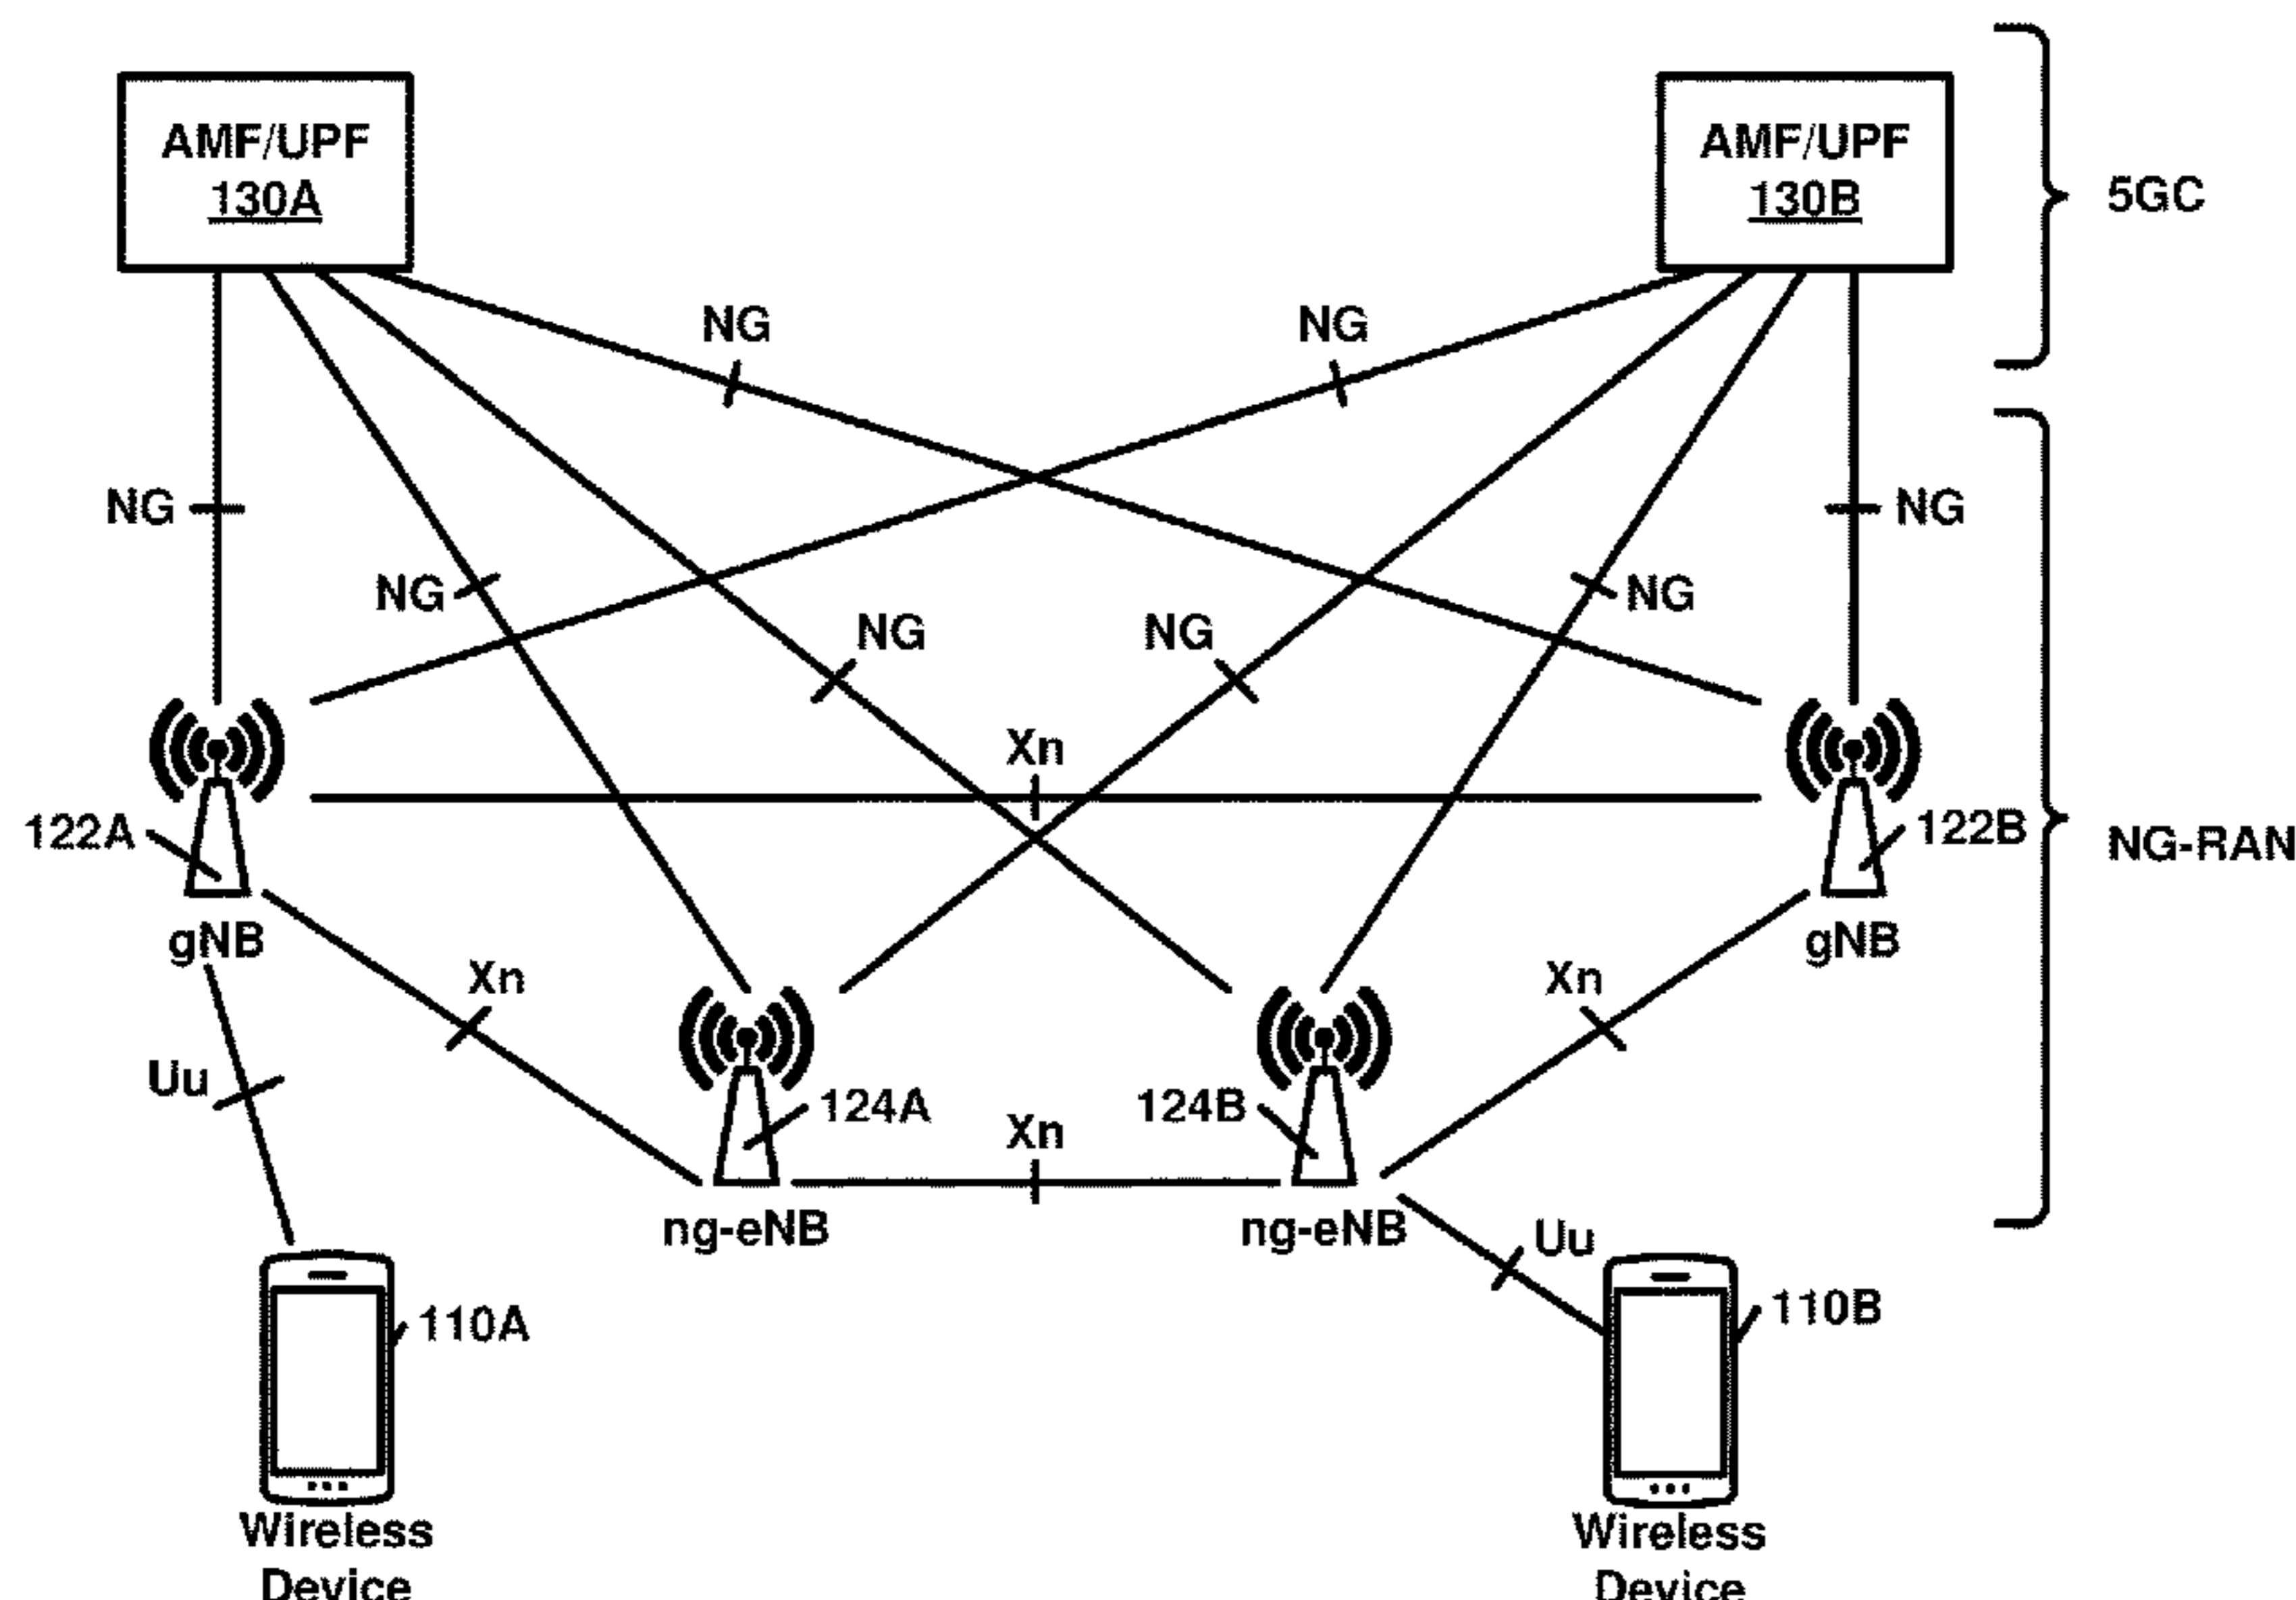 AMF/UPF
130A
AMF/UPF
130B
5GC
NG
NG
NG
NG
NG
NG
NG
NG
Xn
122A
122B
NG-RAN
gNB
gNB
Xn
Xn
Uu
124A
124B
Xn
ng-eNB
ng-eNB
Uu
110A
110B
Wireless
Device
Wireless
Device